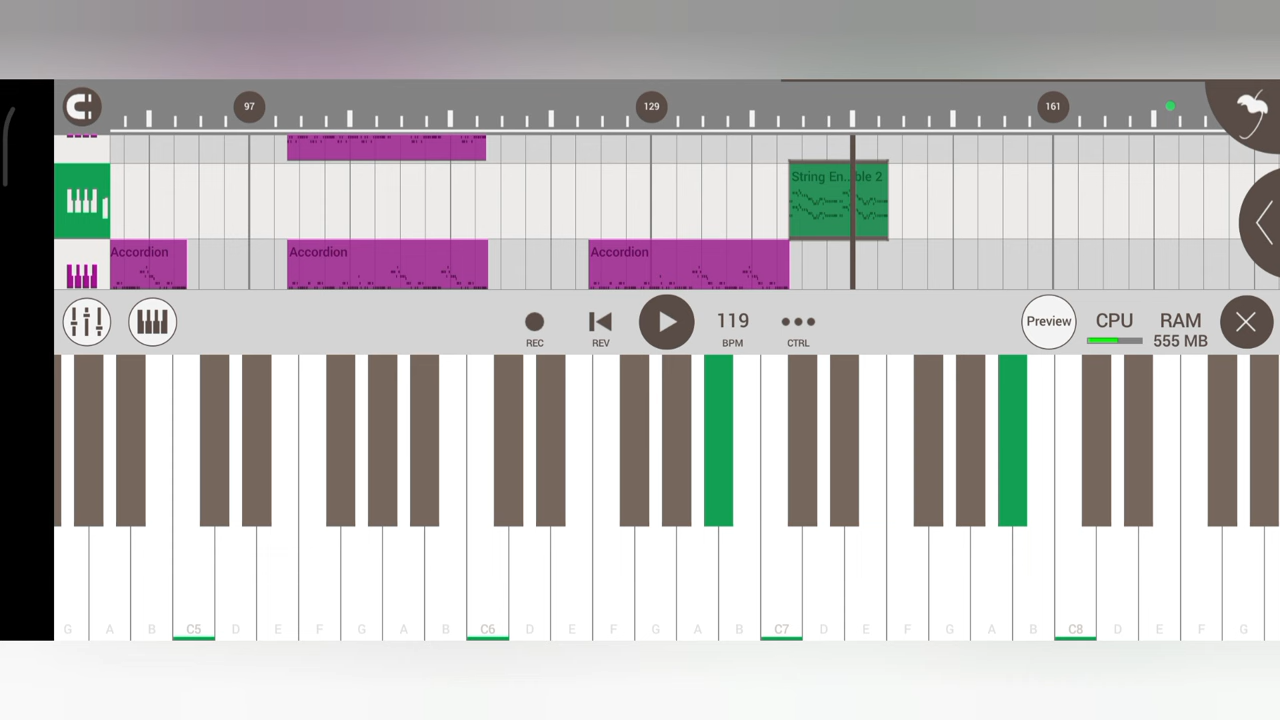 97 129 161
String En..ble 2
Accordion Accordion Accordion
119 Preview CPU RAM
REC REV BPM CTRL 555 MB
G A B C5 D E F G A B C6 D E F G A B C7 D E F G A B C8 D E F G